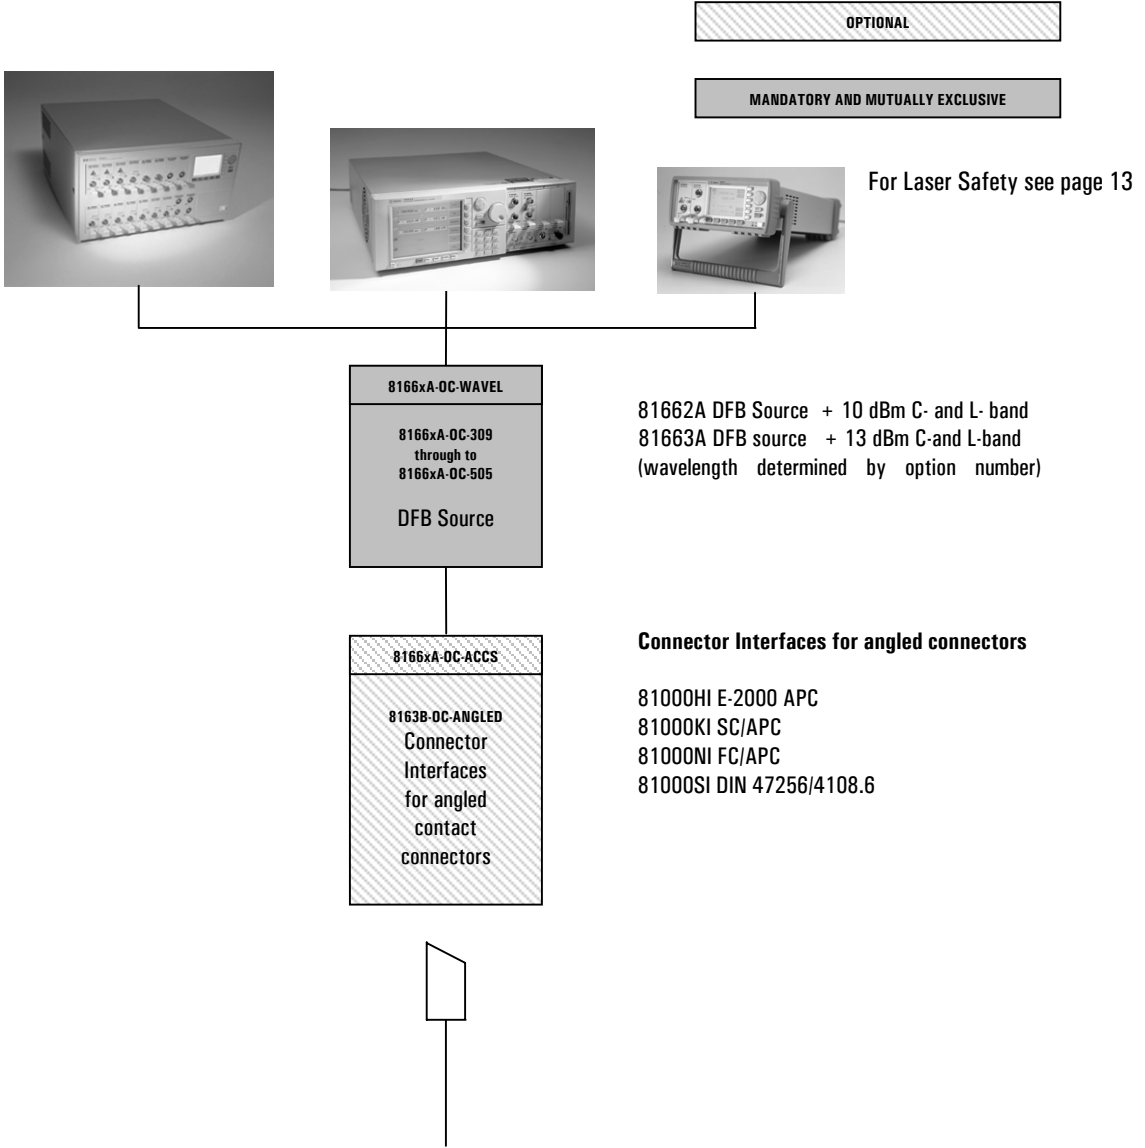 OPTIONAL
MANDATORY AND MUTUALLY EXCLUSIVE
For Laser Safety see page 13
8166xA-OC-WAVEL
8166xA-OC-309
through to
8166xA-OC-505
DFB Source
81662A DFB Source + 10 dBm C- and L- band
81663A DFB source + 13 dBm C-and L-band
(wavelength determined by option number)
8166xA-OC-ACCS
8163B-OC-ANGLED
Connector
Interfaces
for angled
contact
connectors
Connector Interfaces for angled connectors
81000HI E-2000 APC
81000KI SC/APC
81000NI FC/APC
81000SI DIN 47256/4108.6